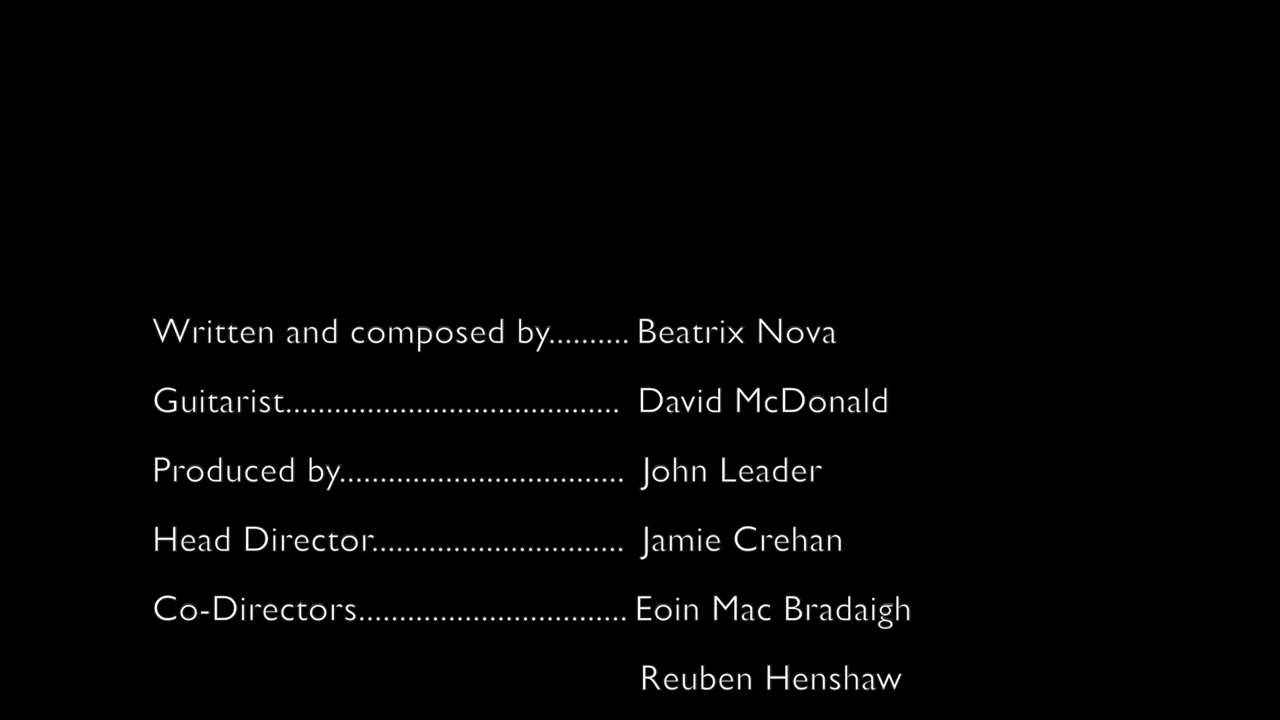 Written and composed by.......... Beatrix Nova
Guitarist......................................... David McDonald
Produced by................................... John Leader
Head Director............................... Jamie Crehan
Co-Directors................................. Eoin Mac Bradaigh
Reuben Henshaw